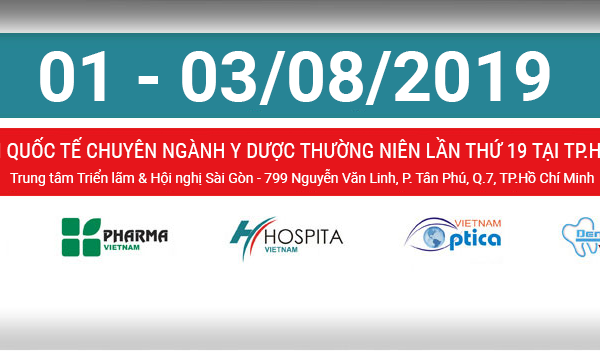 01 - 03/08/2019
QUỐC TẾ CHUYÊN NGÀNH Y DƯỢC THƯỜNG NIÊN LẦN THỨ 19 TẠI TP.H
Trung tâm Triển lãm & Hội nghị Sài Gòn - 799 Nguyễn Văn Linh, P. Tân Phú, Q.7, TP.Hồ Chí Minh
PHARMA
VIETNAM
HOSPITA
VIETNAM
VIETNAM
Optica
Den